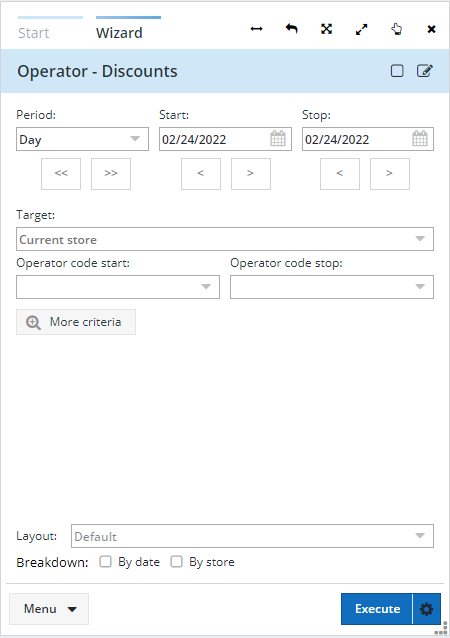 Start Wizard
Operator - Discounts
Period: Start: Stop:
Day 02/24/2022 02/24/2022
<< >> < > < >
Target:
Current store
Operator code start: Operator code stop:
More criteria
Layout: Default
Breakdown: By date By store
Menu Execute